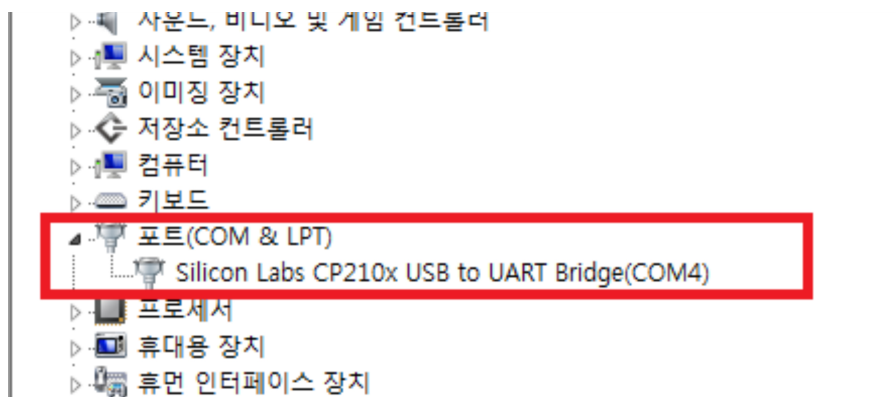 사운드, 비디오 및 게임 컨트롤러
시스템 장치
이미징 장치
저장소 컨트롤러
컴퓨터
키보드
포트(COM & LPT)
Silicon Labs CP210x USB to UART Bridge(COM4)
프로세서
휴대용 장치
휴먼 인터페이스 장치